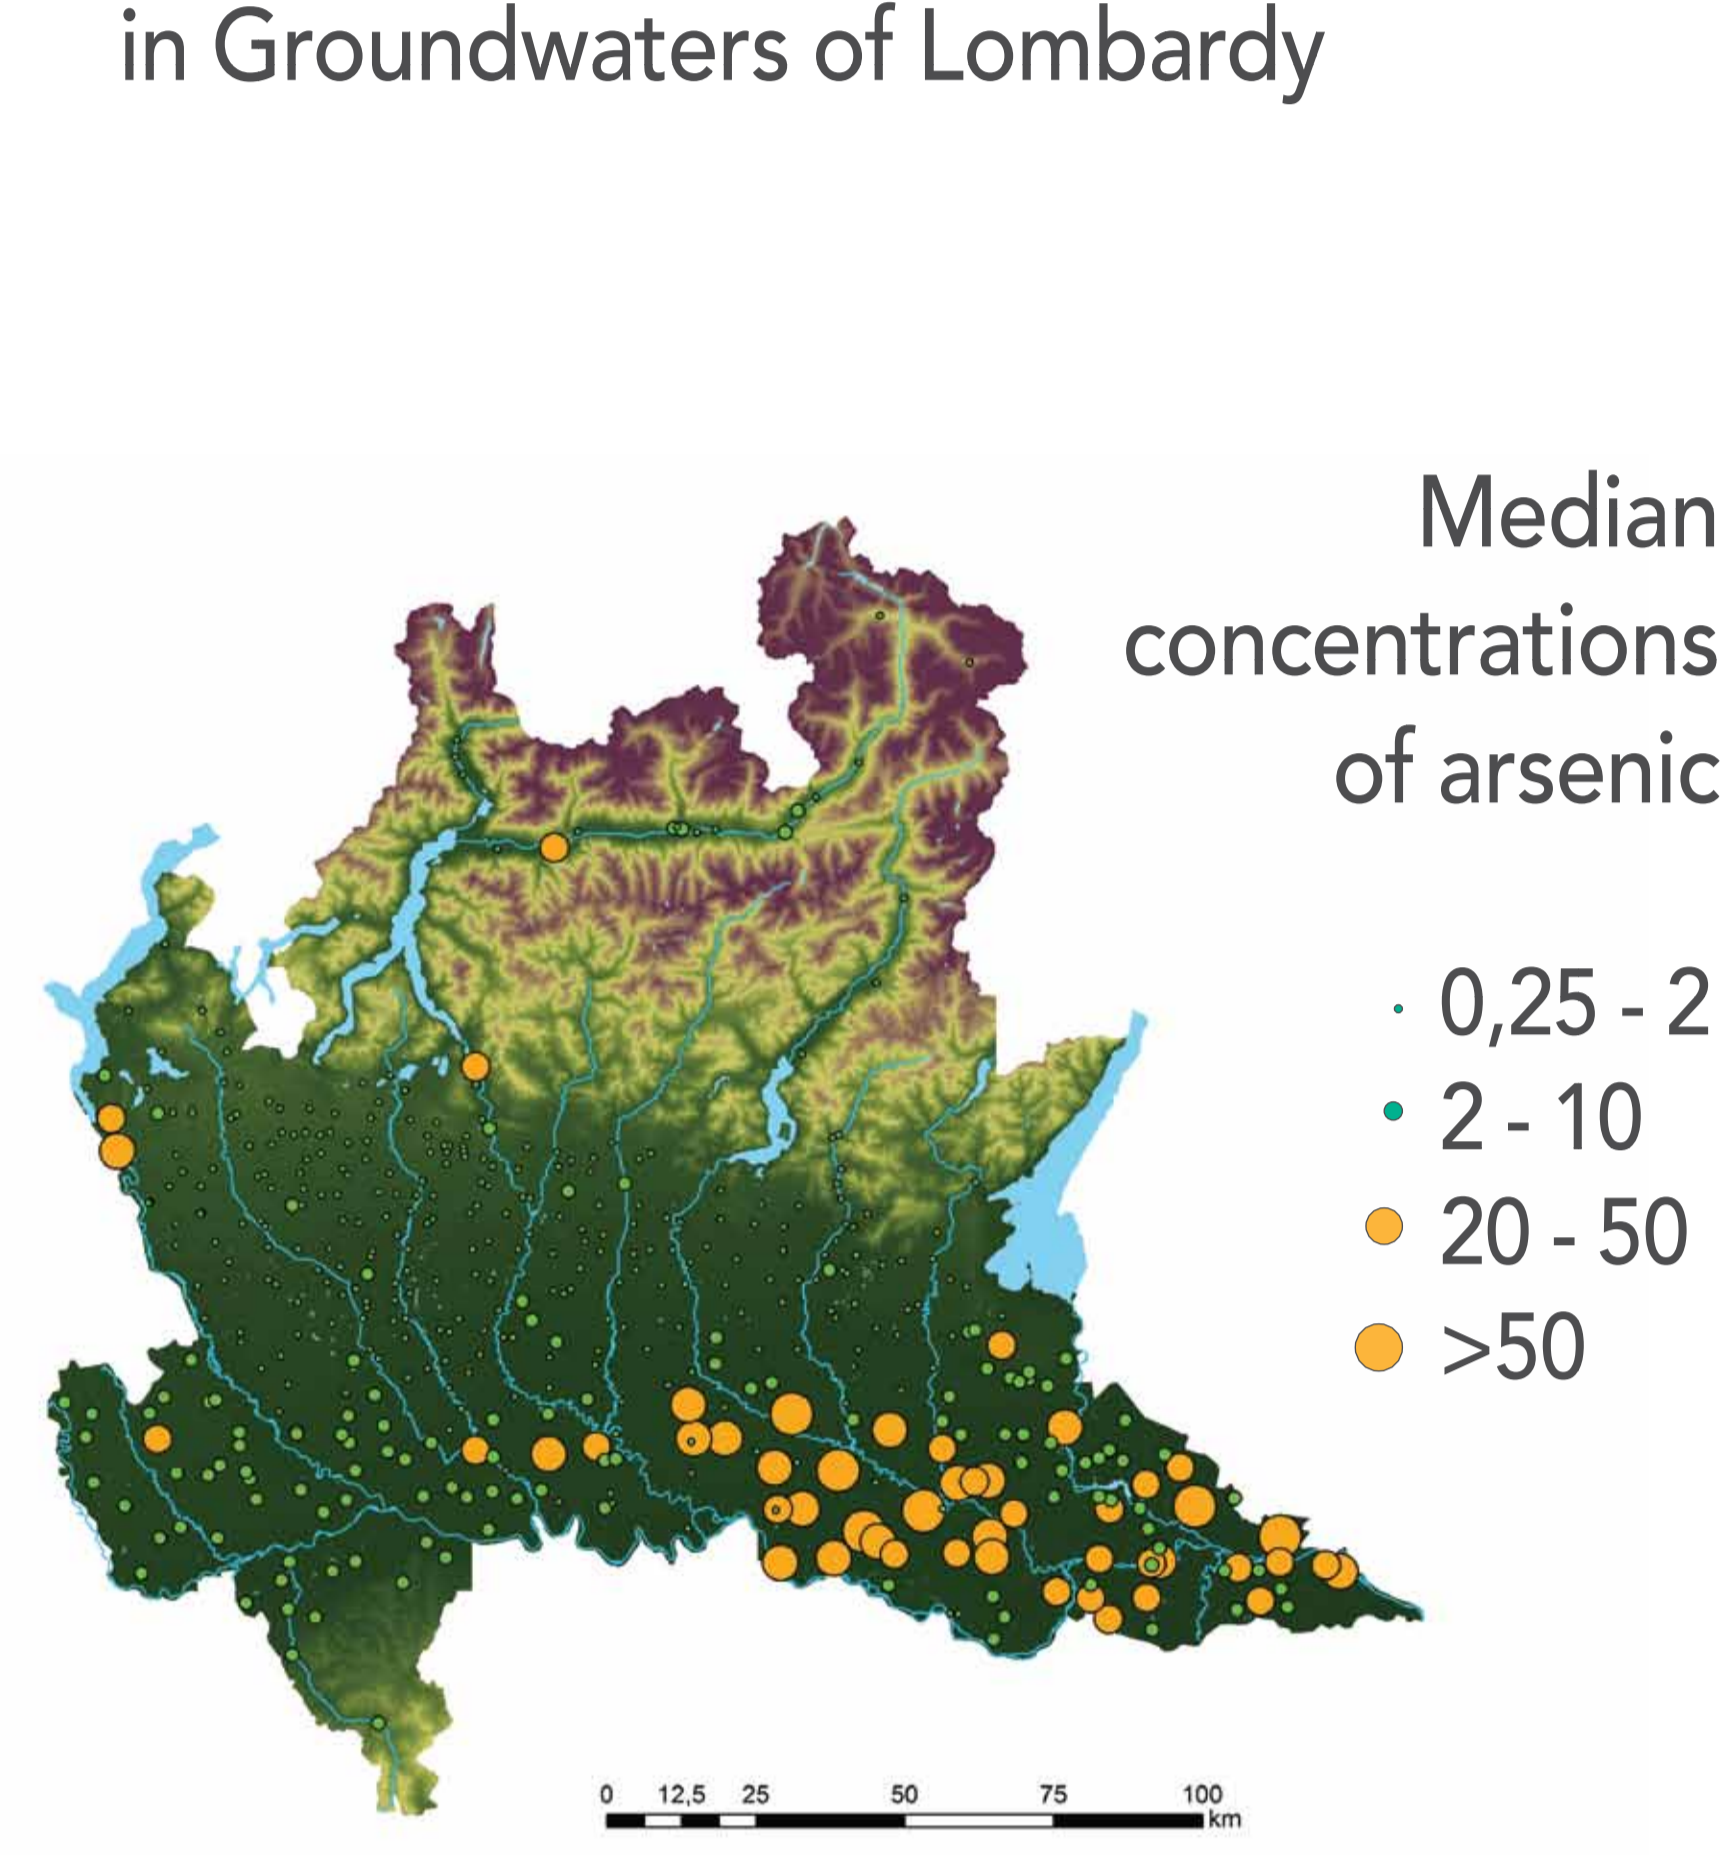 in Groundwaters of Lombardy
Median
concentrations
of arsenic
0,25 - 2
2 - 10
20 - 50
>50
0 12,5 25 50 75 100
km